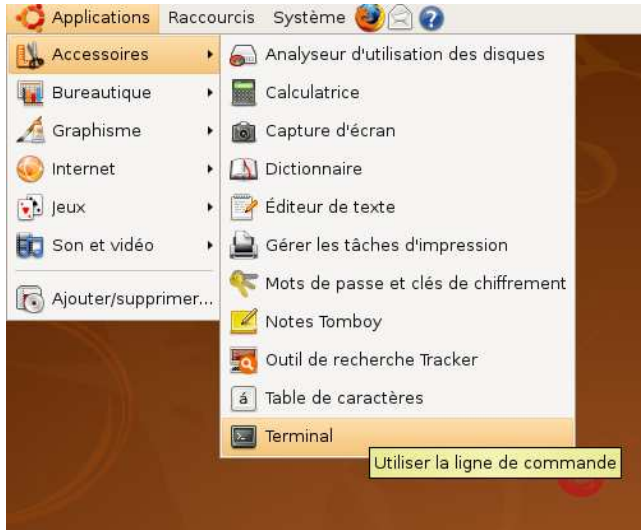 Applications Raccourcis Système
Accessoires
Bureautique
Graphisme
Internet
Jeux
Son et vidéo
Ajouter/supprimer...
Analyseur d'utilisation des disques
Calculatrice
Capture d'écran
Dictionnaire
Éditeur de texte
Gérer les tâches d'impression
Mots de passe et clés de chiffrement
Notes Tomboy
Outil de recherche Tracker
á Table de caractères
Terminal
Utiliser la ligne de commande